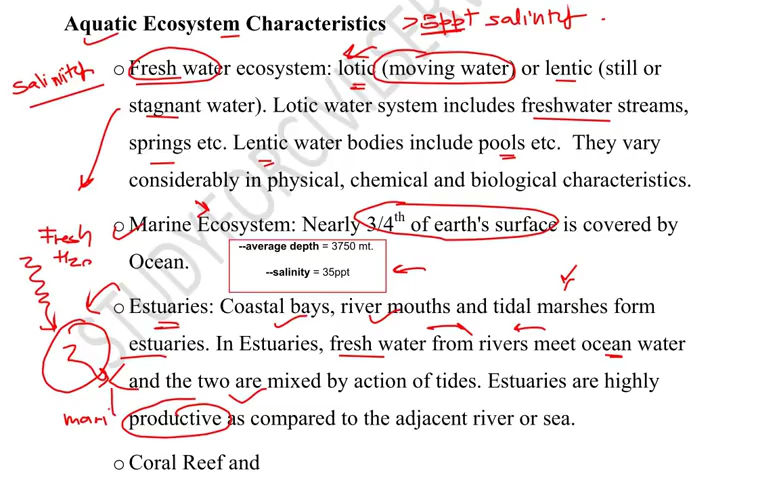 Aquatic Ecosystem Characteristics >5ppt salinity.
salinity
o Fresh water ecosystem: lotic (moving water) or lentic (still or
stagnant water). Lotic water system includes freshwater streams,
springs etc. Lentic water bodies include pools etc. They vary
considerably in physical, chemical and biological characteristics.
o Marine Ecosystem: Nearly 3/4th of earth's surface is covered by
Ocean.
--average depth = 3750 mt.
--salinity = 35ppt
Fresh
o Estuaries: Coastal bays, river mouths and tidal marshes form
estuaries. In Estuaries, fresh water from rivers meet ocean water
3
and the two are mixed by action of tides. Estuaries are highly
mari
productive as compared to the adjacent river or sea.
o Coral Reef and